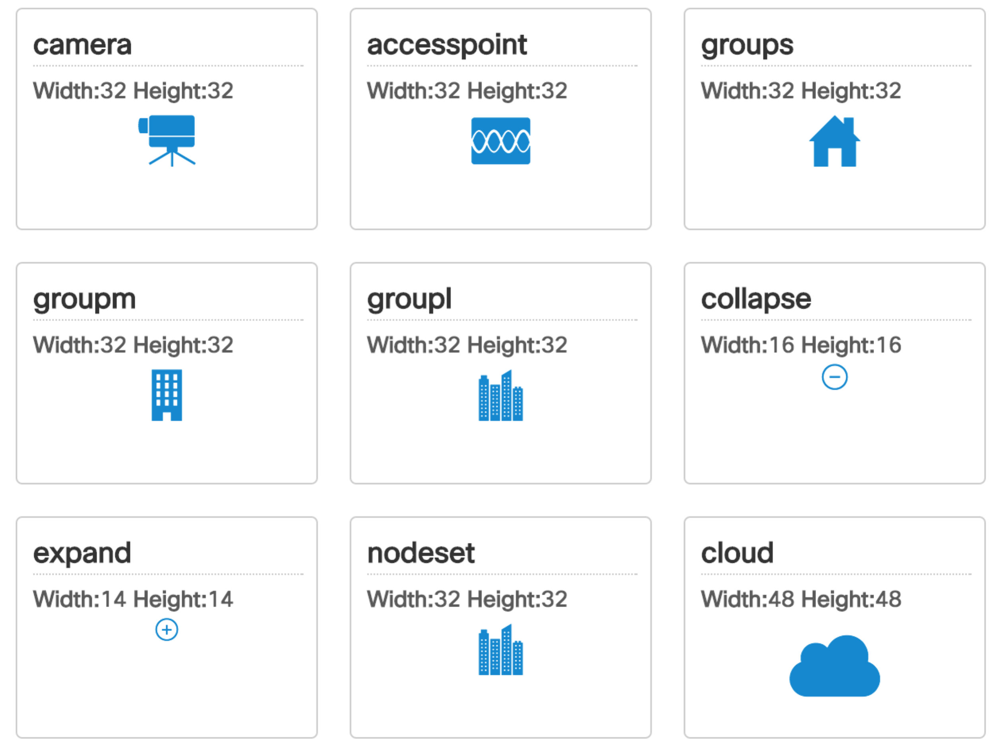 camera
Width:32 Height:32
accesspoint
Width:32 Height:32
groups
Width:32 Height:32
groupm
Width:32 Height:32
groupl
Width:32 Height:32
collapse
Width:16 Height:16
expand
Width:14 Height:14
nodeset
Width:32 Height:32
cloud
Width:48 Height:48